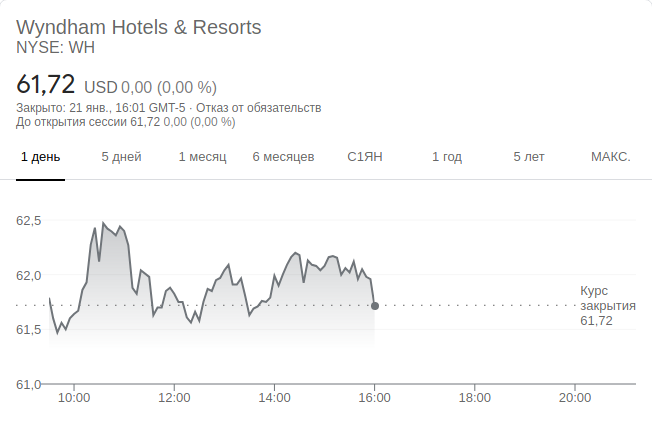 Wyndham Hotels & Resorts
NYSE: WH
61,72 USD 0,00 (0,00 %)
Закрыто: 21 янв., 16:01 GMT-5 · Отказ от обязательств
До открытия сессии 61,72 0,00 (0,00 %)
1 день 5 дней 1 месяц 6 месяцев С1ЯН 1 год 5 лет МАКС.
62,5
62,0
Курс
закрытия
61,72
61,5
61,0
10:00 12:00 14:00 16:00 18:00 20:00